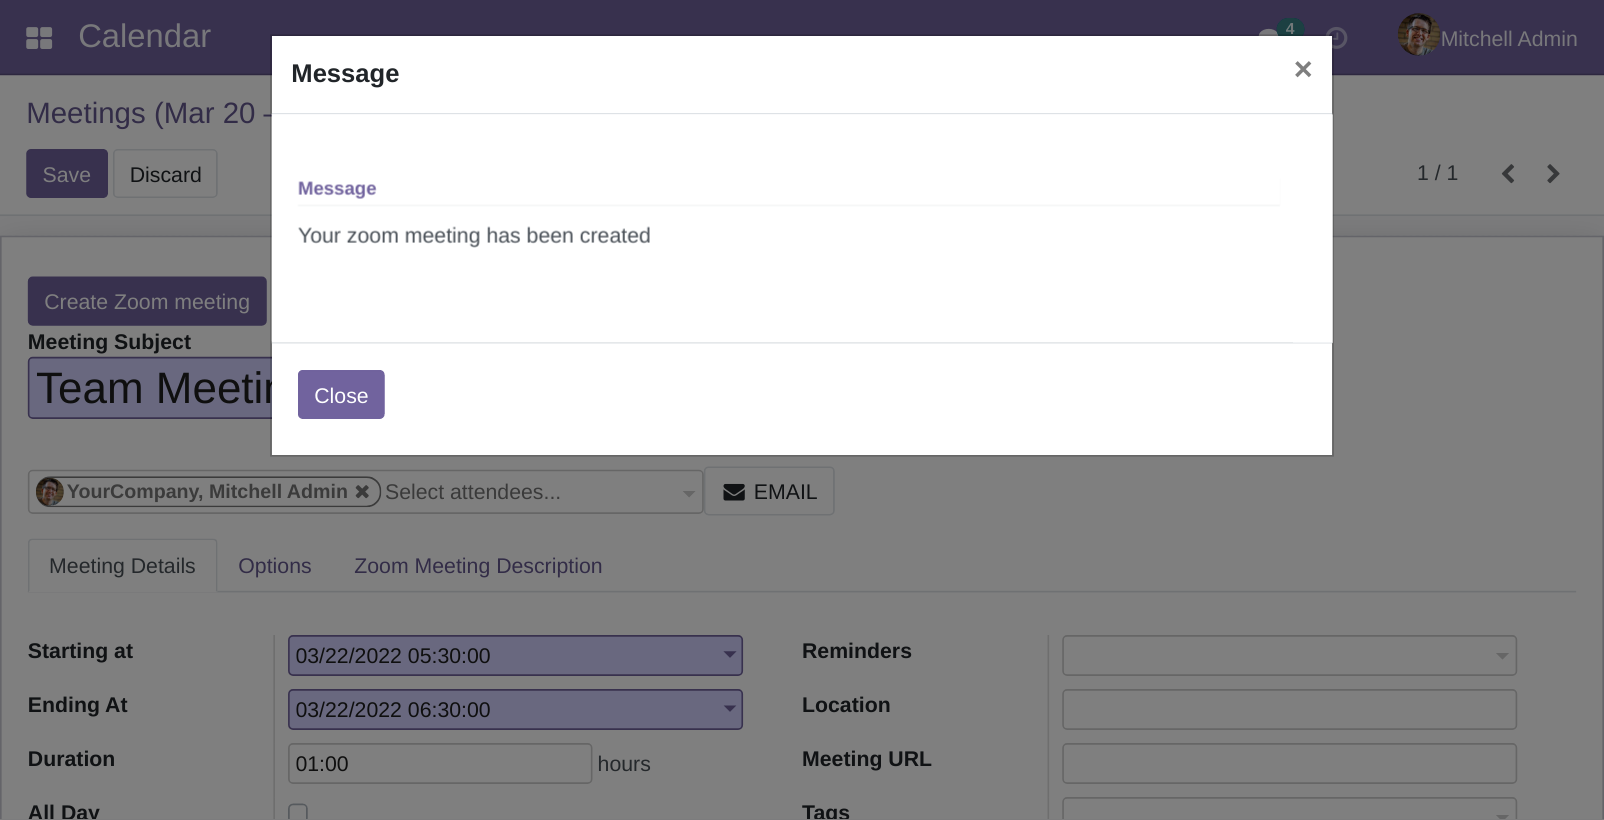 Calendar
4
Mitchell Admin
Message
×
Meetings (Mar 20 -
Save
Discard
1 / 1
Message
Your zoom meeting has been created
Create Zoom meeting
Meeting Subject
Team
Close
YourCompany, Mitchell Admin ✖ Select attendees...
EMAIL
Meeting Details
Options
Zoom Meeting Description
Starting at
03/22/2022 05:30:00
Reminders
Ending At
03/22/2022 06:30:00
Location
Duration
01:00
hours
Meeting URL
All Day
Tags